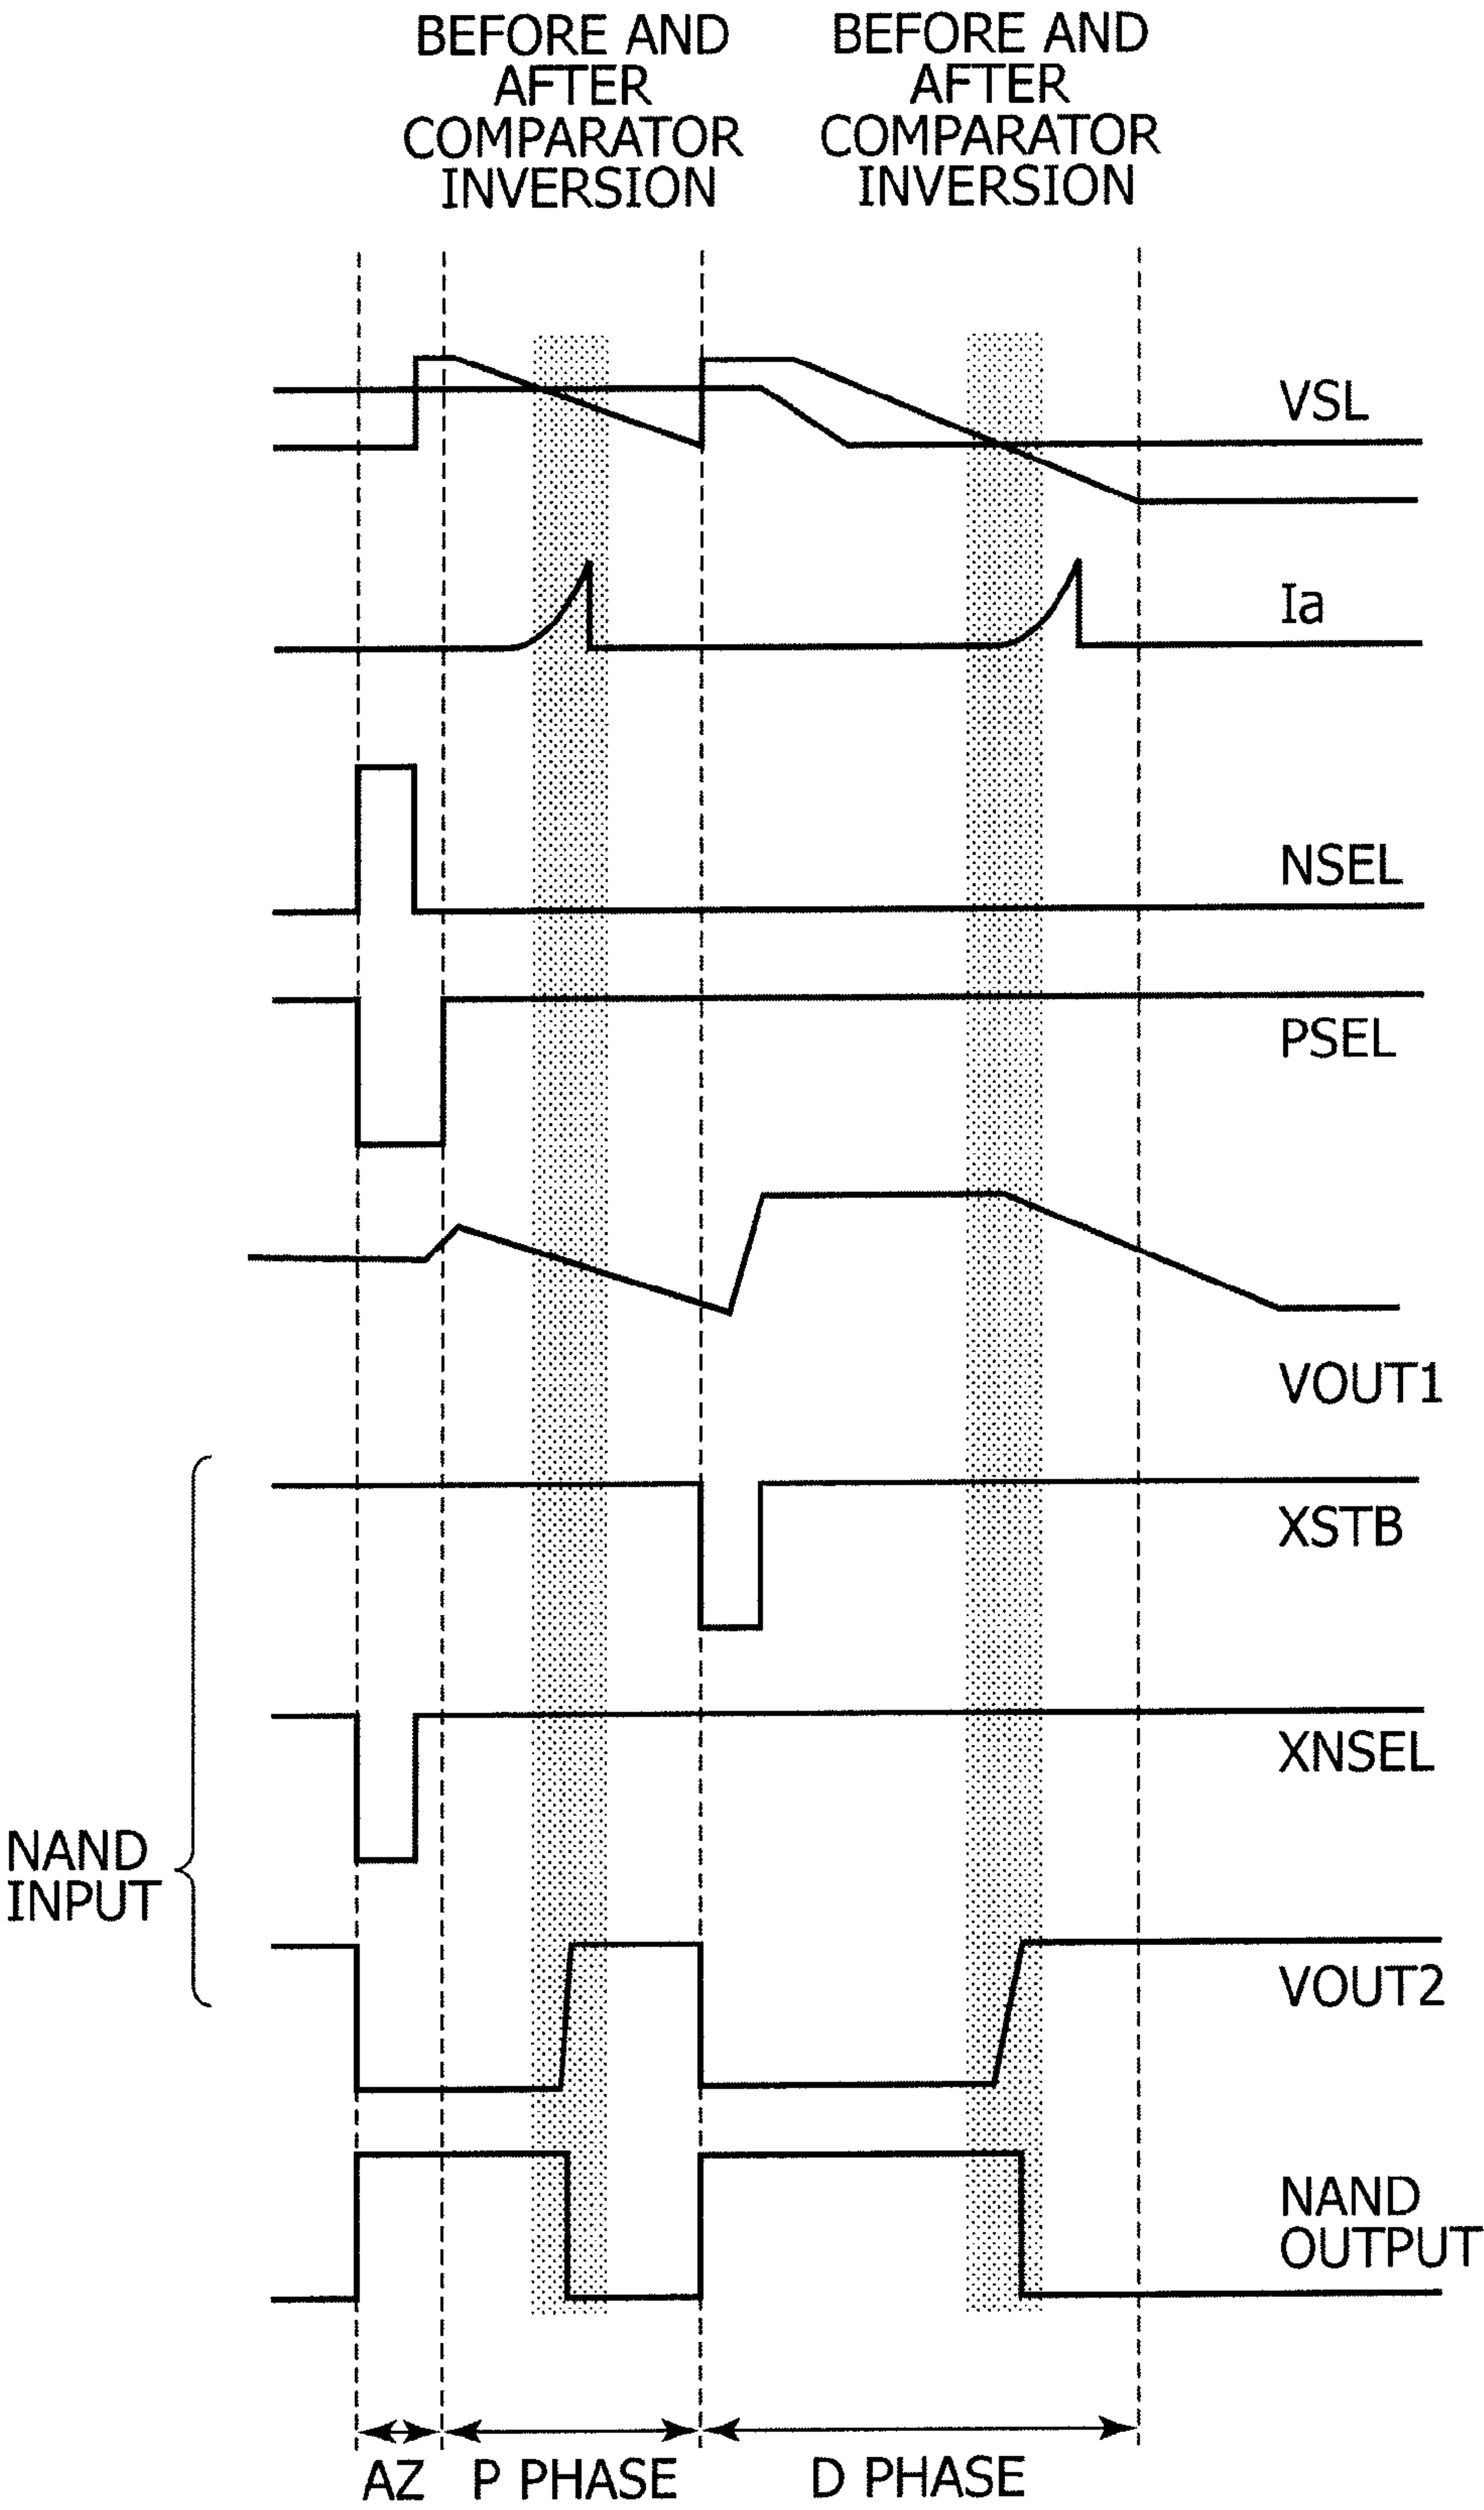 BEFORE AND
AFTER
COMPARATOR
INVERSION
BEFORE AND
AFTER
COMPARATOR
INVERSION
VSL
Ia
NSEL
PSEL
VOUT1
XSTB
XNSEL
NAND
INPUT
VOUT2
NAND
OUTPUT
AZ
P PHASE
D PHASE